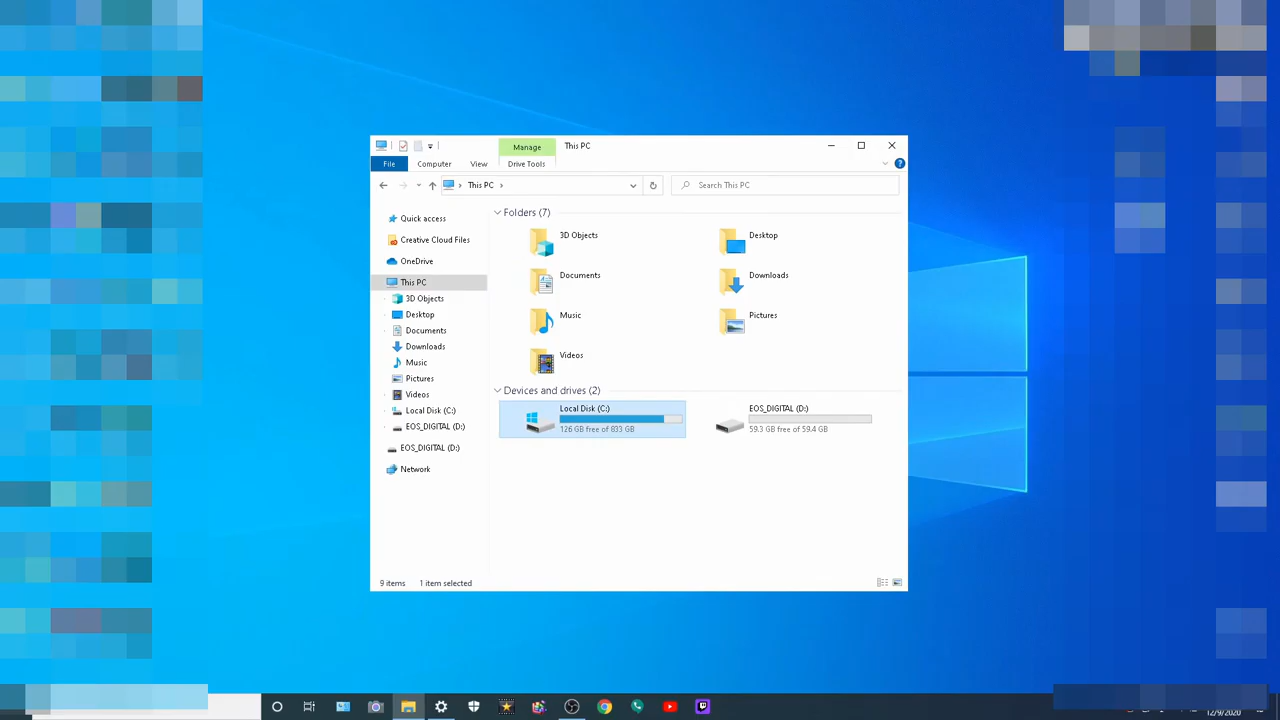 Manage
This PC
File
Computer
View
Drive Tools
This PC
Search This PC
Quick access
Creative Cloud Files
OneDrive
This PC
3D Objects
Desktop
Documents
Downloads
Music
Pictures
Videos
Local Disk (C:)
EOS_DIGITAL (D:)
EOS_DIGITAL (D:)
Network
Folders (7)
3D Objects
Desktop
Documents
Downloads
Music
Pictures
Videos
Devices and drives (2)
Local Disk (C:)
126 GB free of 833 GB
EOS_DIGITAL (D:)
59.3 GB free of 59.4 GB
9 items
1 item selected
12/9/2020